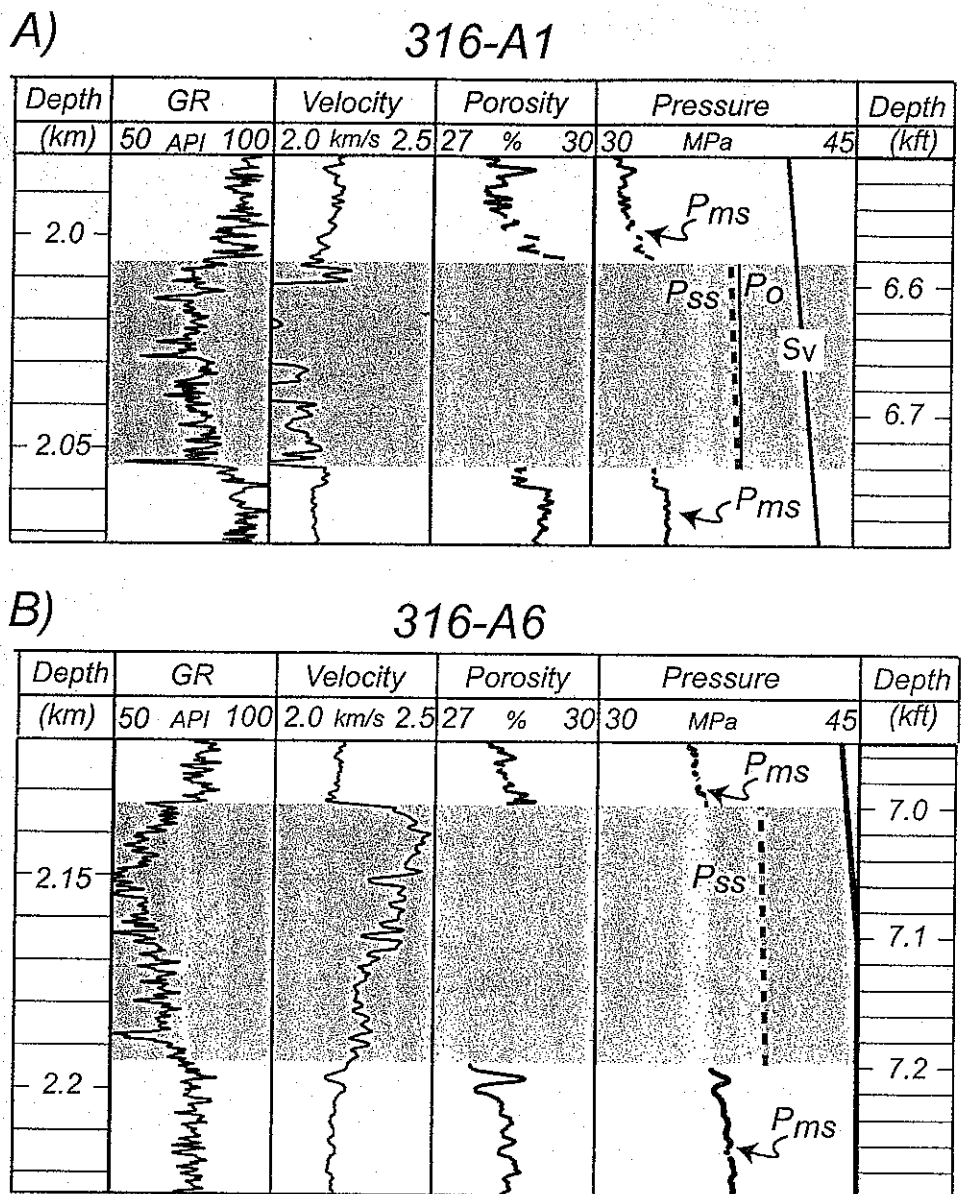 A)
316-A1
Depth GR Velocity Porosity Pressure Depth
(km) 50 API 100 2.0 km/s 2.5 27 % 30 30 MPa 45 (kft)
Pms
2.0
Pss Po 6.6
Sv
6.7
2.05
Pms
B)
316-A6
Depth GR Velocity Porosity Pressure Depth
(km) 50 API 100 2.0 km/s 2.5 27 % 30 30 MPa 45 (kft)
Pms
7.0
2.15 Pss
7.1
7.2
2.2
Pms